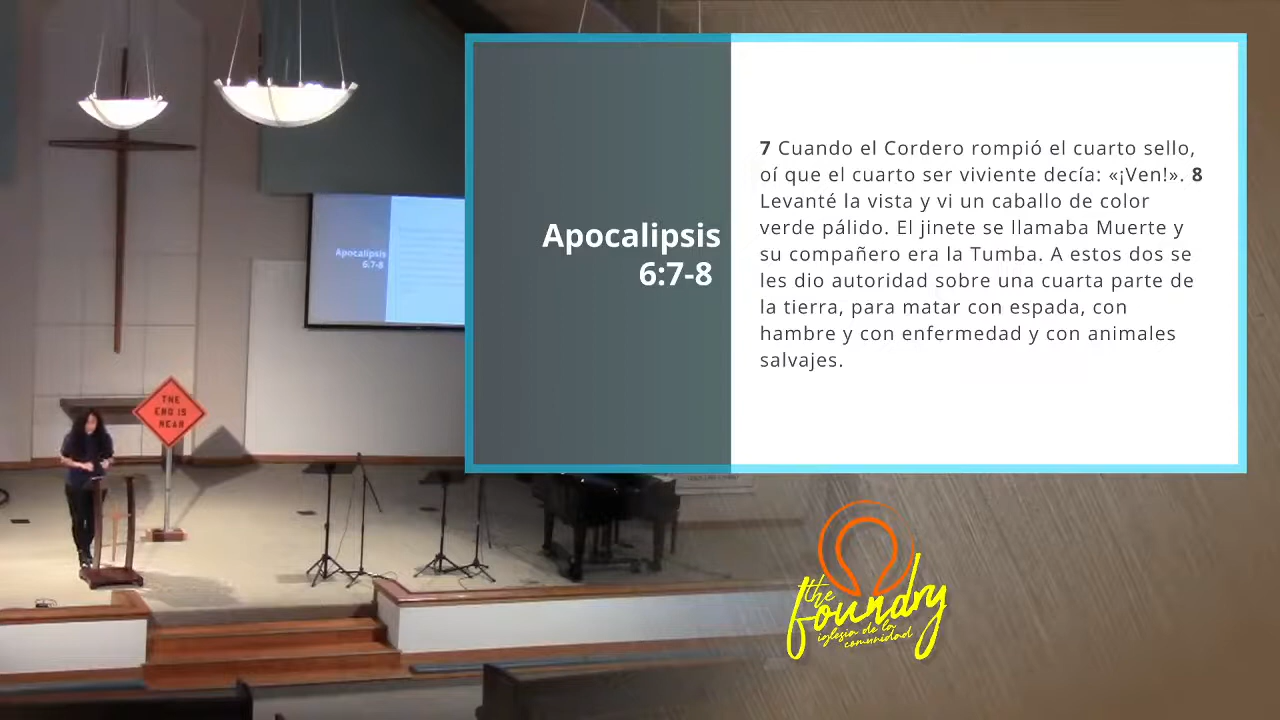 Apocalipsis
6:7-8
7 Cuando el Cordero rompió el cuarto sello,
oí que el cuarto ser viviente decía: «¡Ven!». 8
Levanté la vista y vi un caballo de color
verde pálido. El jinete se llamaba Muerte y
su compañero era la Tumba. A estos dos se
les dio autoridad sobre una cuarta parte de
la tierra, para matar con espada, con
hambre y con enfermedad y con animales
salvajes.
Apocalipsis
6:7-8
THE
END IS
NEAR
the
foundry
iglesia de la
comunidad